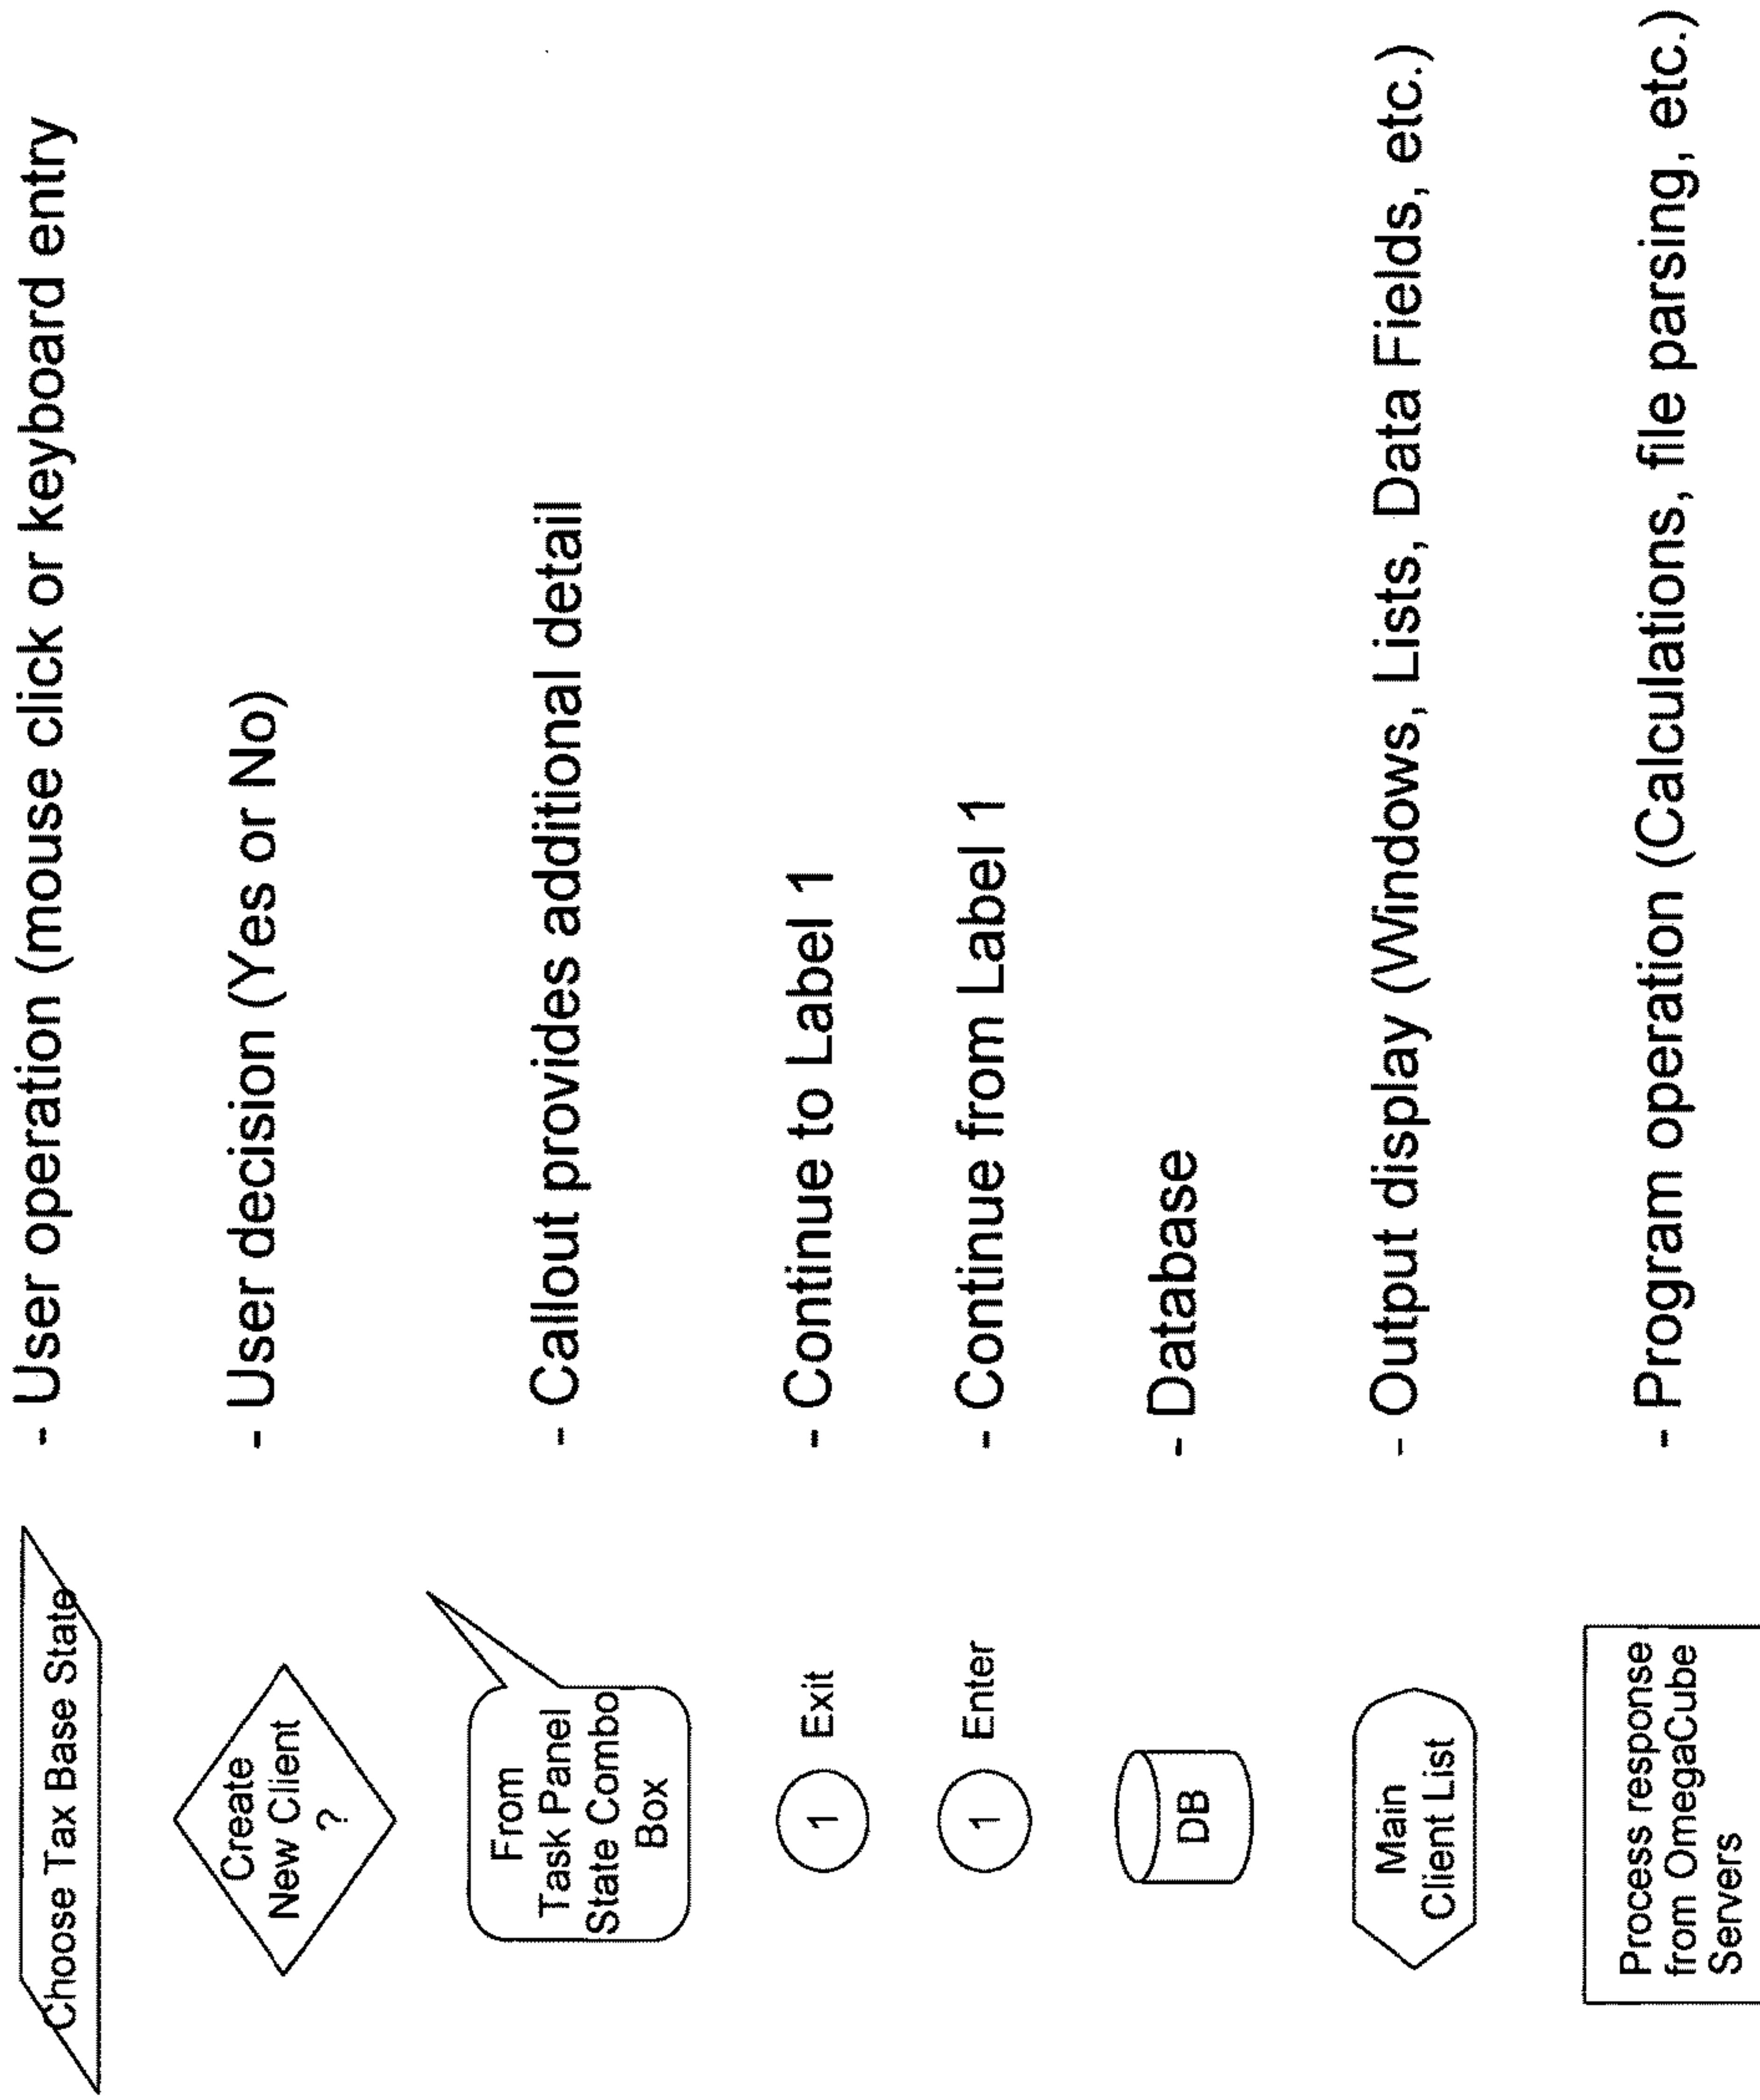 Choose Tax Base State
- User operation (mouse click or keyboard entry
Create
New Client
?
- User decision (Yes or No)
From
Task Panel
State Combo
Box
- Callout provides additional detail
1
Exit
- Continue to Label 1
1
Enter
- Continue from Label 1
DB
- Database
Main
Client List
- Output display (Windows, Lists, Data Fields, etc.)
Process response
from OmegaCube
Servers
- Program operation (Calculations, file parsing, etc.)